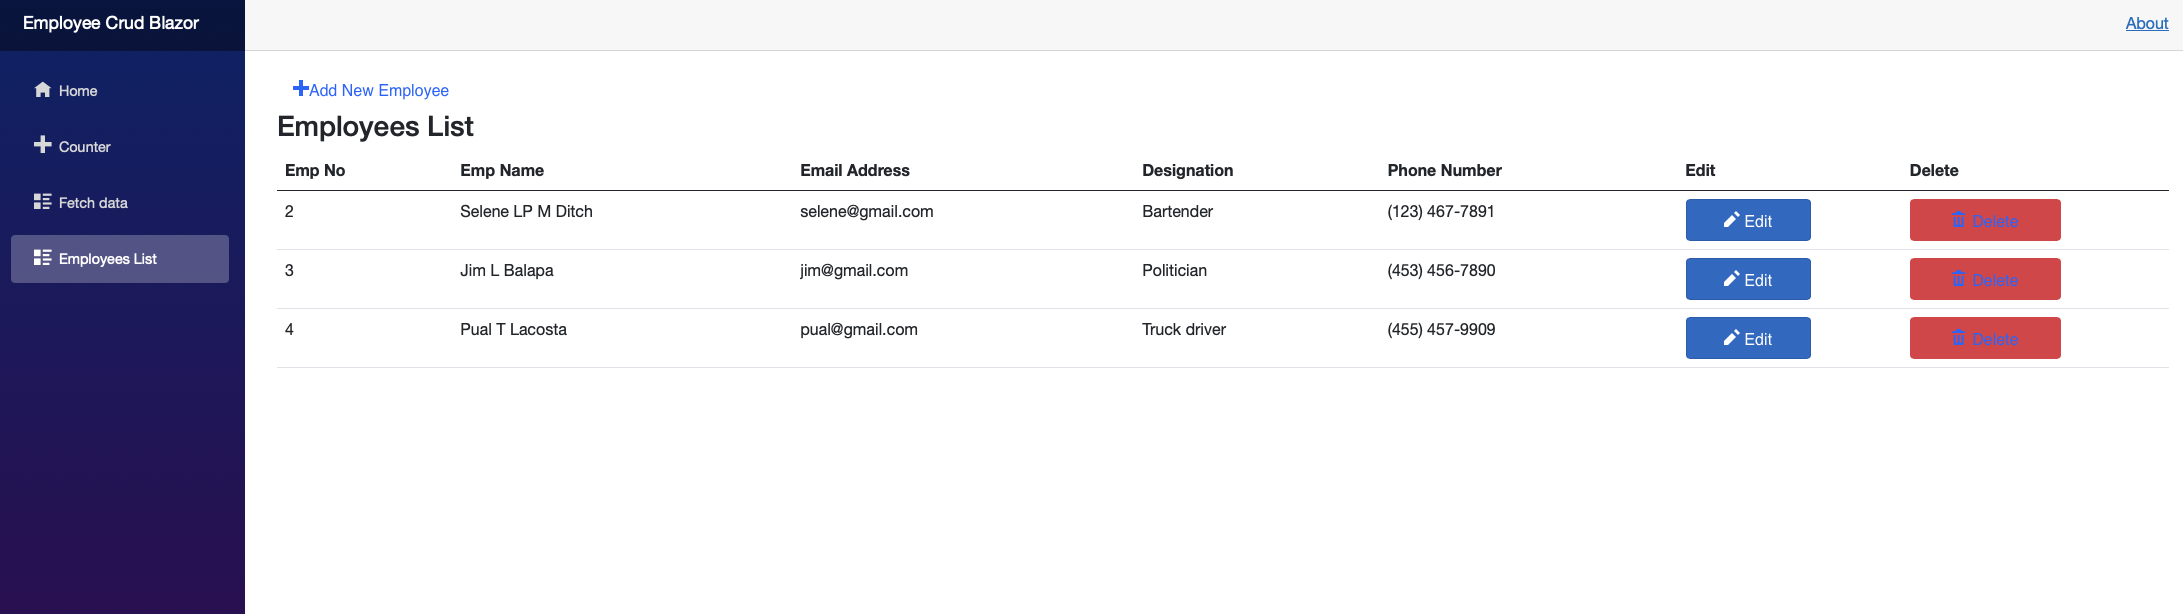 Employee Crud Blazor
About
Home
Counter
Fetch data
Employees List
Add New Employee
Employees List
Emp No Emp Name Email Address Designation Phone Number Edit Delete
2 Selene LP M Ditch selene@gmail.com Bartender (123) 467-7891 Edit Delete
3 Jim L Balapa jim@gmail.com Politician (453) 456-7890 Edit Delete
4 Pual T Lacosta pual@gmail.com Truck driver (455) 457-9909 Edit Delete